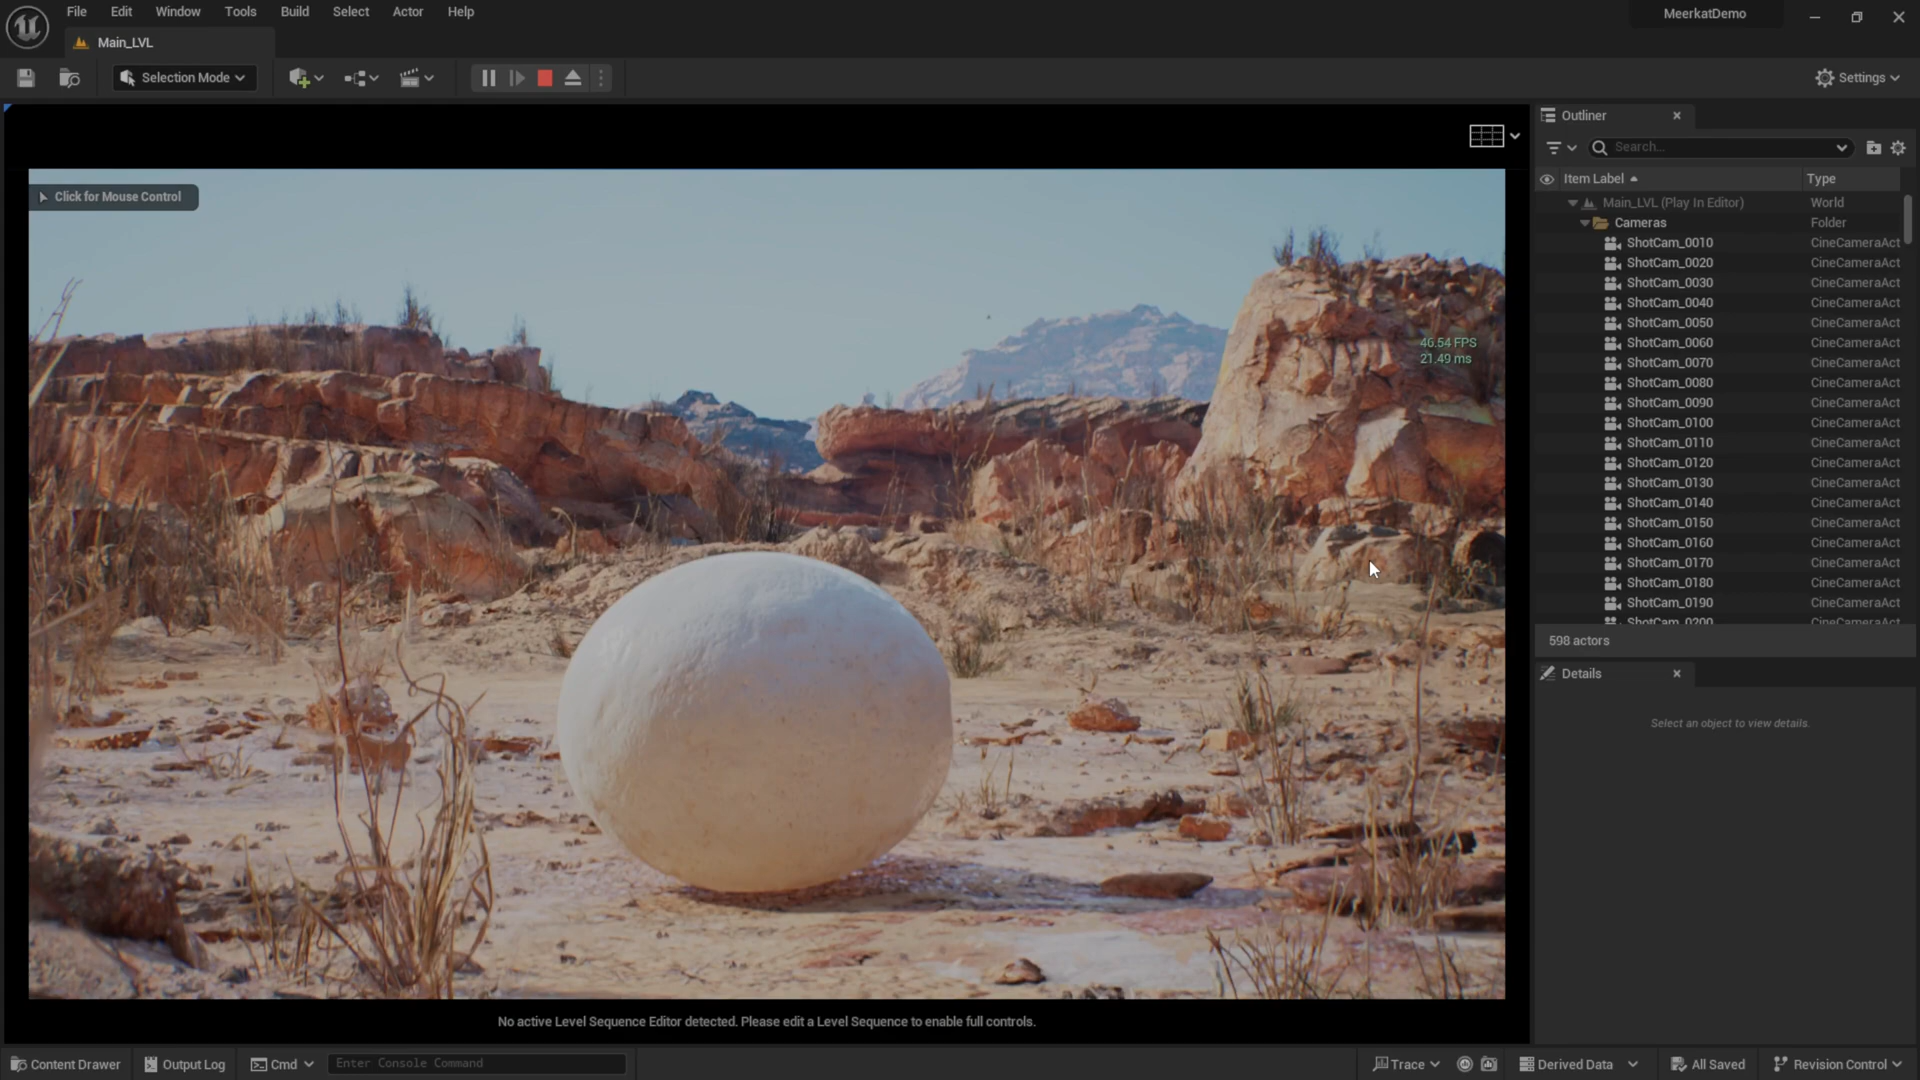 File Edit Window Tools Build Select Actor Help
MeerkatDemo
Main_LVL
Selection Mode
Settings
Click for Mouse Control
46.54 FPS
21.49 ms
No active Level Sequence Editor detected. Please edit a Level Sequence to enable full controls.
Outliner
Search...
Item Label Type
Main_LVL (Play In Editor) World
Cameras Folder
ShotCam_0010 CineCameraAct
ShotCam_0020 CineCameraAct
ShotCam_0030 CineCameraAct
ShotCam_0040 CineCameraAct
ShotCam_0050 CineCameraAct
ShotCam_0060 CineCameraAct
ShotCam_0070 CineCameraAct
ShotCam_0080 CineCameraAct
ShotCam_0090 CineCameraAct
ShotCam_0100 CineCameraAct
ShotCam_0110 CineCameraAct
ShotCam_0120 CineCameraAct
ShotCam_0130 CineCameraAct
ShotCam_0140 CineCameraAct
ShotCam_0150 CineCameraAct
ShotCam_0160 CineCameraAct
ShotCam_0170 CineCameraAct
ShotCam_0180 CineCameraAct
ShotCam_0190 CineCameraAct
ShotCam_0200 CineCameraAct
598 actors
Details
Select an object to view details.
Content Drawer Output Log Cmd Enter Console Command Trace Derived Data All Saved Revision Control